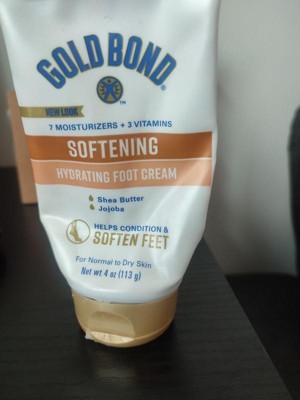 GOLD BOND®
™
NEW LOOK
7 MOISTURIZERS + 3 VITAMINS
SOFTENING
HYDRATING FOOT CREAM
Shea Butter
Jojoba
HELPS CONDITION &
SOFTEN FEET
For Normal to Dry Skin
Net wt 4 oz (113 g)